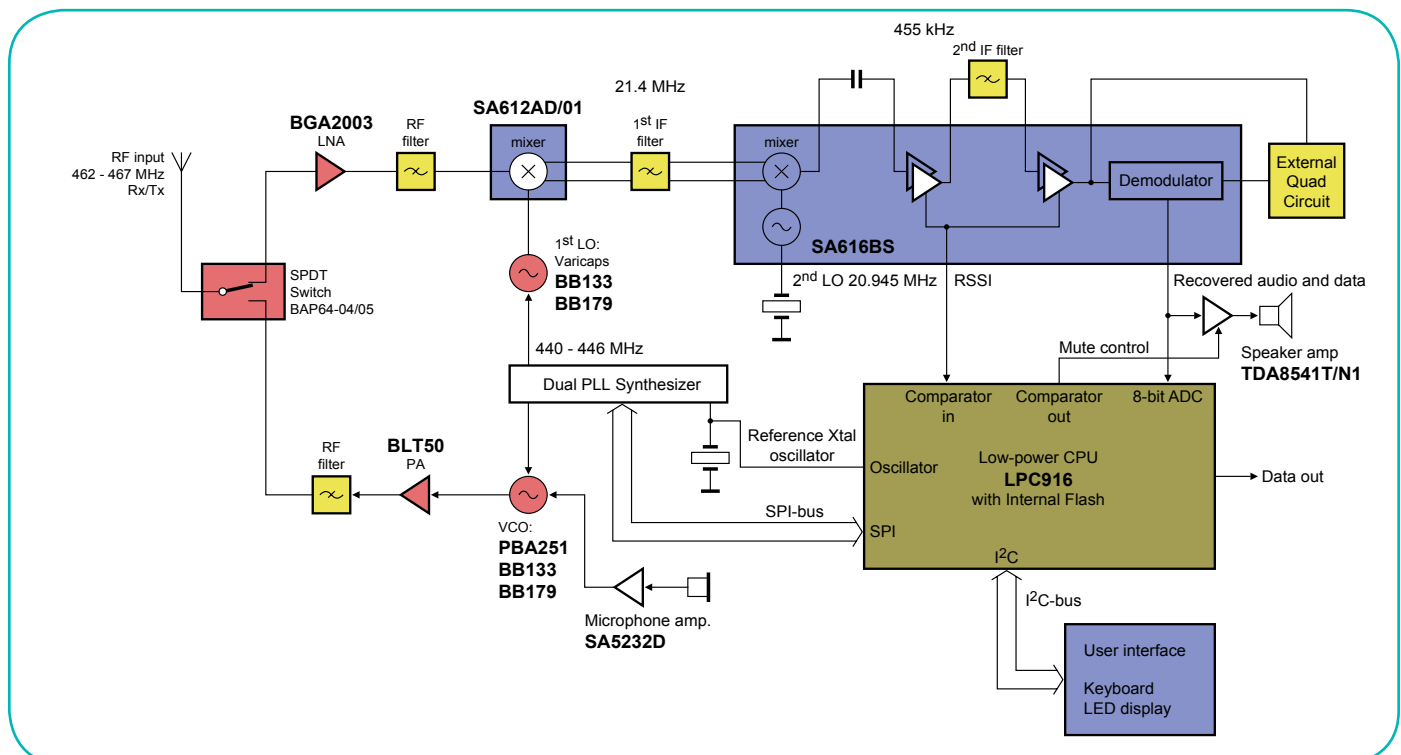 455 kHz
2nd IF filter
21.4 MHz
SA612AD/01
mixer
1st IF
filter
BGA2003
LNA
RF
filter
RF input
462 - 467 MHz
Rx/Tx
mixer
SA616BS
Demodulator
External
Quad
Circuit
SPDT
Switch
BAP64-04/05
1st LO:
Varicaps
BB133
BB179
2nd LO 20.945 MHz
RSSI
Recovered audio and data
Mute control
Speaker amp
TDA8541T/N1
440 - 446 MHz
Dual PLL Synthesizer
Comparator
in
Comparator
out
8-bit ADC
Reference Xtal
oscillator
Oscillator
Low-power CPU
LPC916
with Internal Flash
Data out
RF
filter
BLT50
PA
VCO:
PBA251
BB133
BB179
SPI-bus
SPI
I2C
Microphone amp.
SA5232D
I2C-bus
User interface
Keyboard
LED display